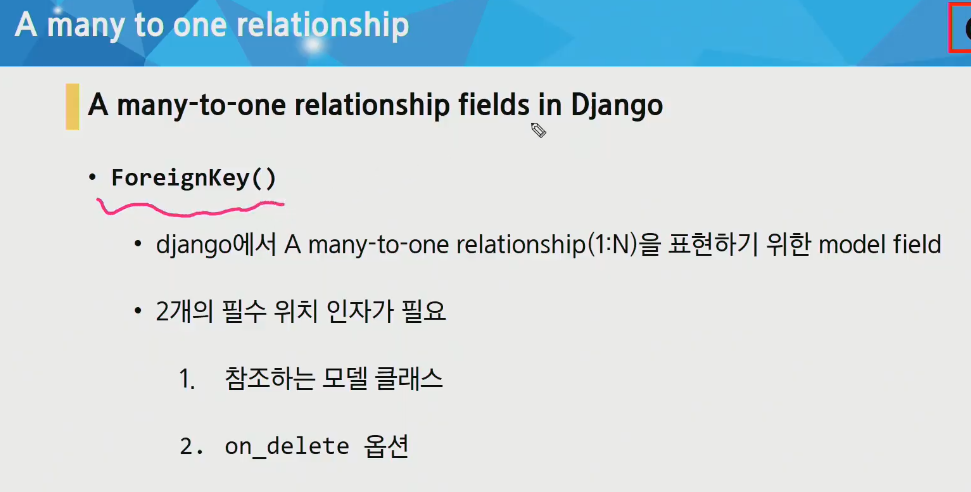 A many to one relationship
A many-to-one relationship fields in Django
• ForeignKey()
• django에서 A many-to-one relationship(1:N)을 표현하기 위한 model field
• 2개의 필수 위치 인자가 필요
1. 참조하는 모델 클래스
2. on_delete 옵션